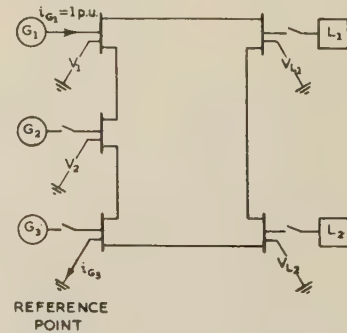 i_G₁=1 p.u.
G₁
V₁
L₁
V_L₁
G₂
V₂
G₃
i_G₃
L₂
V_L₂
REFERENCE
POINT